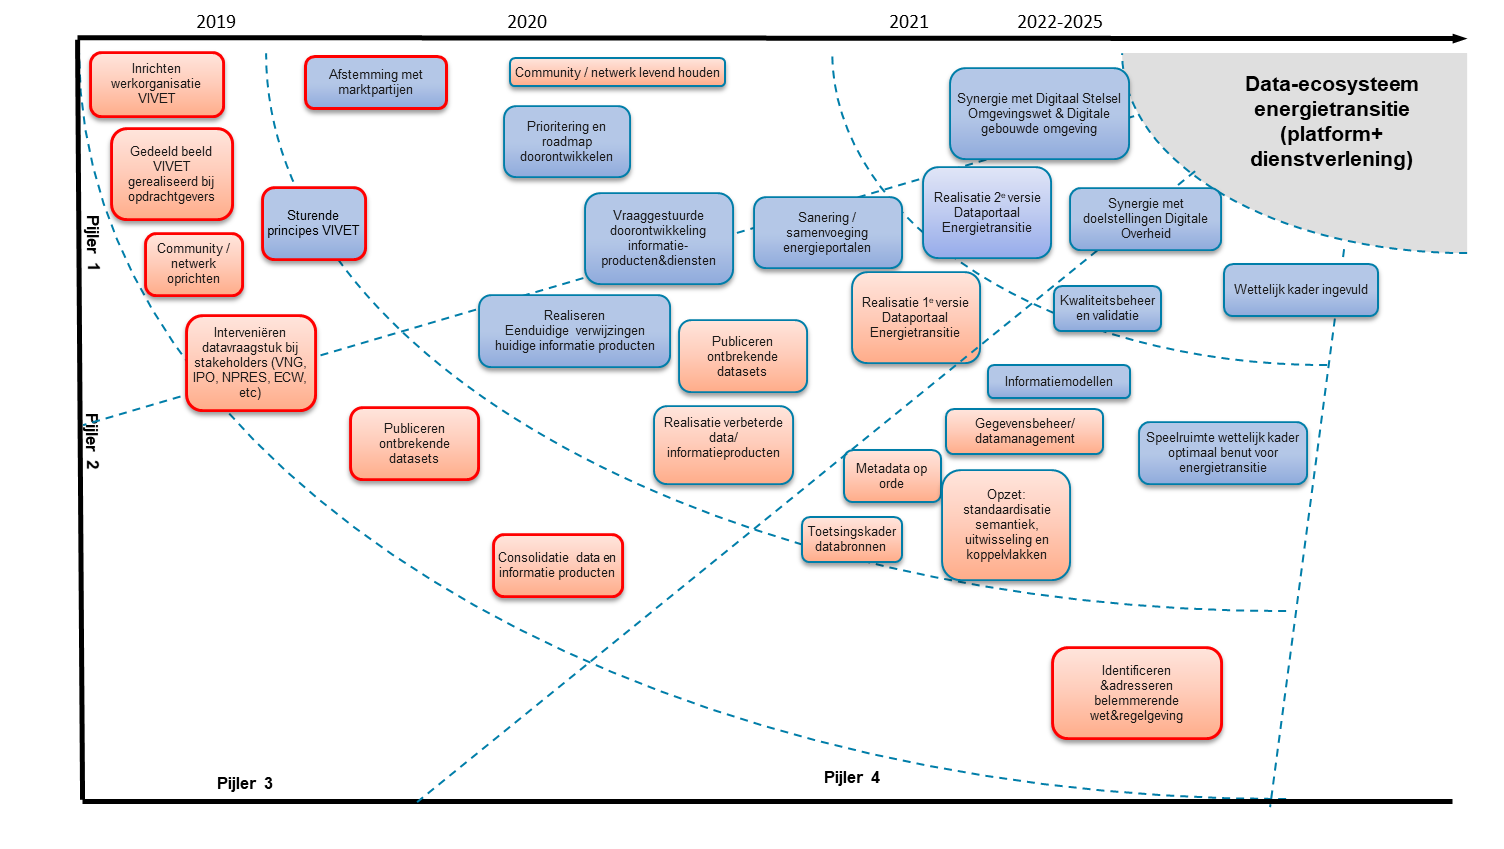 2019
2020
2021
2022-2025
Inrichten
werkorganisatie
VIVET
Afstemming met
marktpartijen
Community / netwerk levend houden
Synergie met Digitaal Stelsel
Omgevingswet & Digitale
gebouwde omgeving
Data-ecosysteem
energietransitie
(platform+
dienstverlening)
Gedeeld beeld
VIVET
gerealiseerd bij
opdrachtgevers
Prioritering en
roadmap
doorontwikkelen
Sturende
principes VIVET
Vraaggestuurde
doorontwikkeling
informatie-
producten&diensten
Sanering /
samenvoeging
energieportalen
Realisatie 2e versie
Dataportaal
Energietransitie
Synergie met
doelstellingen Digitale
Overheid
Pijler 1
Community /
netwerk
oprichten
Wettelijk kader ingevuld
Realiseren
Eenduidige verwijzingen
huidige informatie producten
Realisatie 1e versie
Dataportaal
Energietransitie
Kwaliteitsbeheer
en validatie
Interveniëren
datavraagstuk bij
stakeholders (VNG,
IPO, NPRES, ECW,
etc)
Publiceren
ontbrekende
datasets
Informatiemodellen
Pijler 2
Publiceren
ontbrekende
datasets
Realisatie verbeterde
data/
informatieproducten
Gegevensbeheer/
datamanagement
Speelruimte wettelijk kader
optimaal benut voor
energietransitie
Metadata op
orde
Opzet:
standaardisatie
semantiek,
uitwisseling en
koppelvlakken
Toetsingskader
databronnen
Consolidatie data en
informatie producten
Identificeren
&adresseren
belemmerende
wet&regelgeving
Pijler 3
Pijler 4